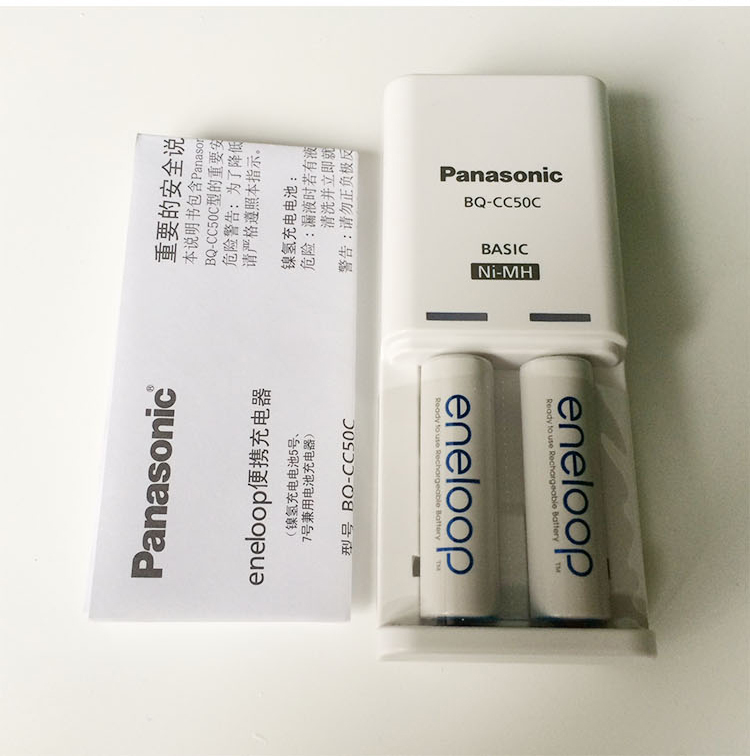 重要的安全说
本说明书包含Panasor
BQ-CC50C型的重要安
危险警告：为了降低
请严格遵照本指示。
镍氢充电电池：
危险：漏液时若有液
清洗并立即就
警告：请勿正负极反
Panasonic®
eneloop便携充电器
（镍氢充电电池5号、
7号兼用电池充电器）
型号 BQ-CC50C
Panasonic
BQ-CC50C
BASIC
Ni-MH
eneloop™
Ready to use Rechargeable Battery
eneloop™
Ready to use Rechargeable Battery